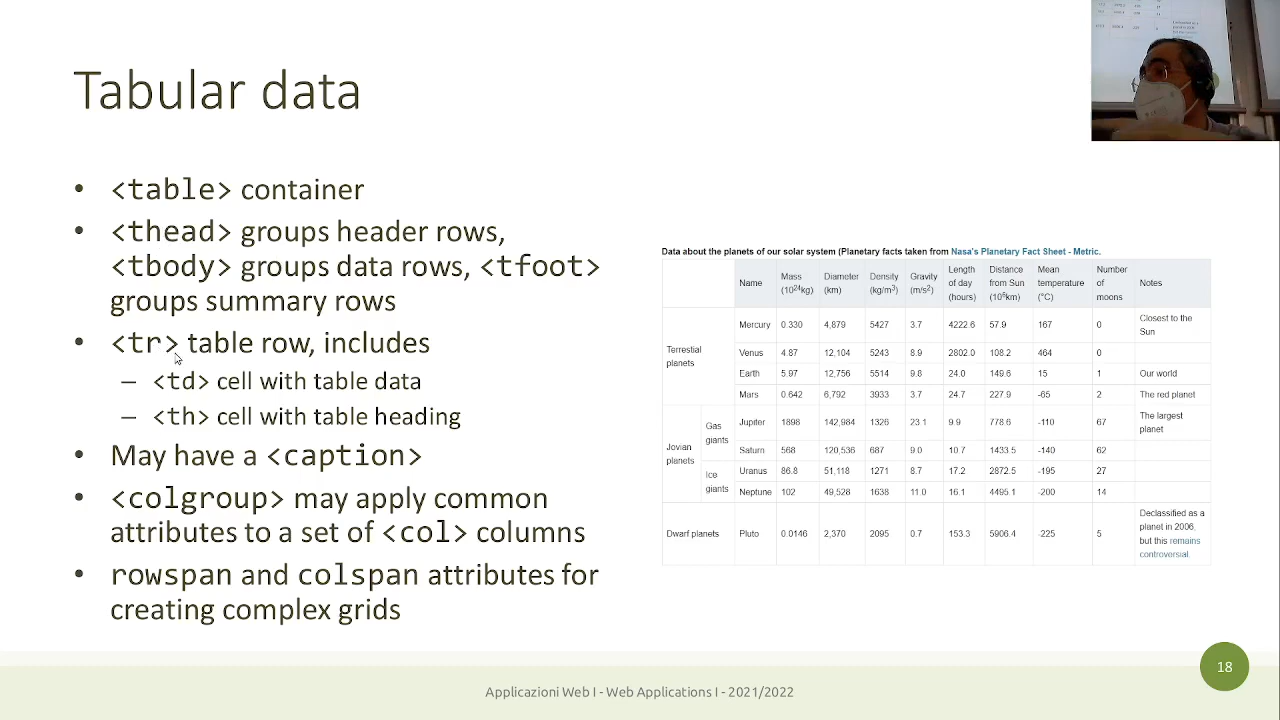 Tabular data
• <table> container
• <thead> groups header rows,
<tbody> groups data rows, <tfoot>
groups summary rows
• <tr> table row, includes
– <td> cell with table data
– <th> cell with table heading
• May have a <caption>
• <colgroup> may apply common
attributes to a set of <col> columns
• rowspan and colspan attributes for
creating complex grids
Data about the planets of our solar system (Planetary facts taken from Nasa's Planetary Fact Sheet - Metric.
Name Mass (10²⁴kg) Diameter (km) Density (kg/m³) Gravity (m/s²) Length of day (hours) Distance from Sun (10⁶km) Mean temperature (°C) Number of moons Notes
Terrestial planets Mercury 0.330 4,879 5427 3.7 4222.6 57.9 167 0 Closest to the Sun
Venus 4.87 12,104 5243 8.9 2802.0 108.2 464 0
Earth 5.97 12,756 5514 9.8 24.0 149.6 15 1 Our world
Mars 0.642 6,792 3933 3.7 24.7 227.9 -65 2 The red planet
Jovian planets Gas giants Jupiter 1898 142,984 1326 23.1 9.9 778.6 -110 67 The largest planet
Saturn 568 120,536 687 9.0 10.7 1433.5 -140 62
Ice giants Uranus 86.8 51,118 1271 8.7 17.2 2872.5 -195 27
Neptune 102 49,528 1638 11.0 16.1 4495.1 -200 14
Dwarf planets Pluto 0.0146 2,370 2095 0.7 153.3 5906.4 -225 5 Declassified as a planet in 2006, but this remains controversial.
18
Applicazioni Web I - Web Applications I - 2021/2022